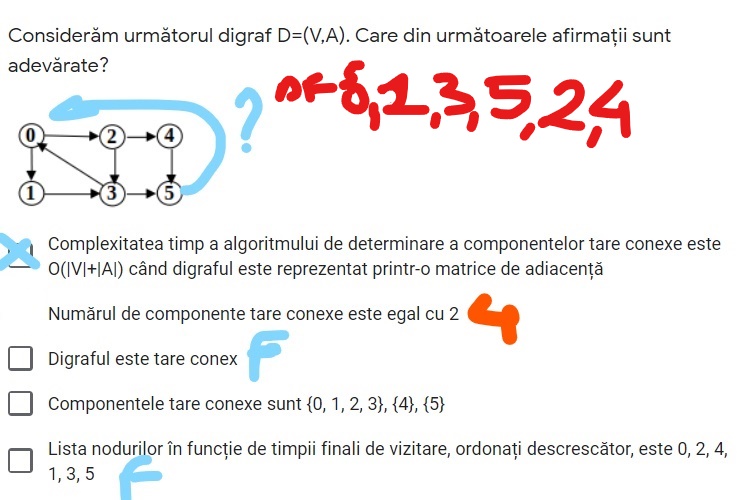 Considerăm următorul digraf D=(V,A). Care din următoarele afirmații sunt
adevărate?
? DF 0,1,3,5,2,4
0 2 4
1 3 5
Complexitatea timp a algoritmului de determinare a componentelor tare conexe este
O(|V|+|A|) când digraful este reprezentat printr-o matrice de adiacență
Numărul de componente tare conexe este egal cu 2 4
Digraful este tare conex F
Componentele tare conexe sunt {0, 1, 2, 3}, {4}, {5}
Lista nodurilor în funcție de timpii finali de vizitare, ordonați descrescător, este 0, 2, 4,
1, 3, 5
F